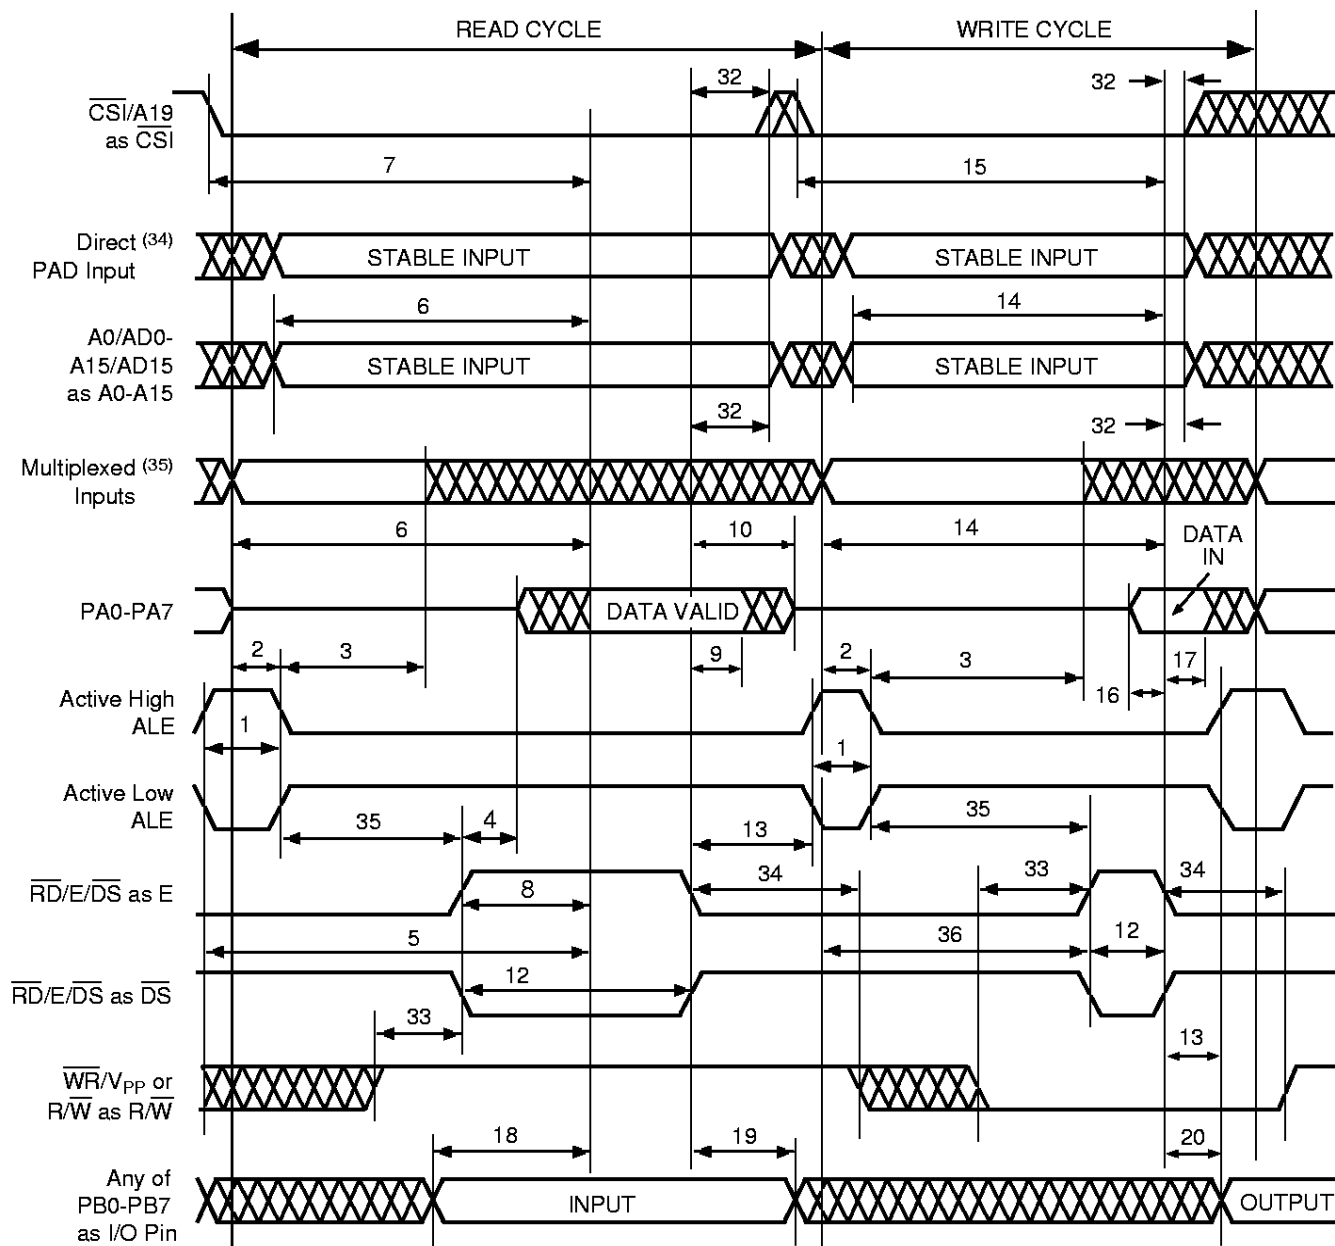 READ CYCLE
WRITE CYCLE
32
32
CSI/A19
as CSI
7
15
Direct (34)
PAD Input
STABLE INPUT
STABLE INPUT
6
14
A0/AD0-
A15/AD15
as A0-A15
STABLE INPUT
STABLE INPUT
32
32
Multiplexed (35)
Inputs
6
10
14
DATA
IN
PA0-PA7
DATA VALID
2
3
9
2
3
16
17
Active High
ALE
1
1
Active Low
ALE
35
4
13
35
RD/E/DS as E
8
34
33
34
5
36
12
RD/E/DS as DS
12
33
13
WR/VPP or
R/W as R/W
18
19
20
Any of
PB0-PB7
as I/O Pin
INPUT
OUTPUT